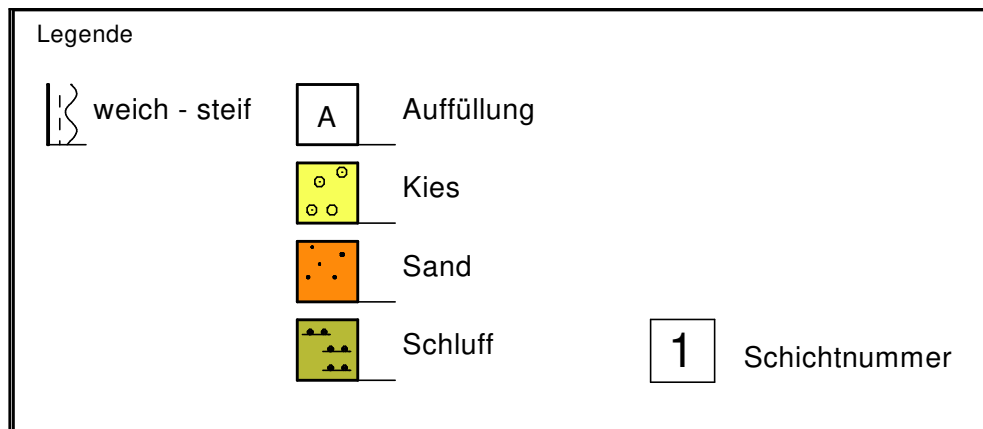 Legende
weich - steif
A Auffüllung
Kies
Sand
Schluff
1 Schichtnummer